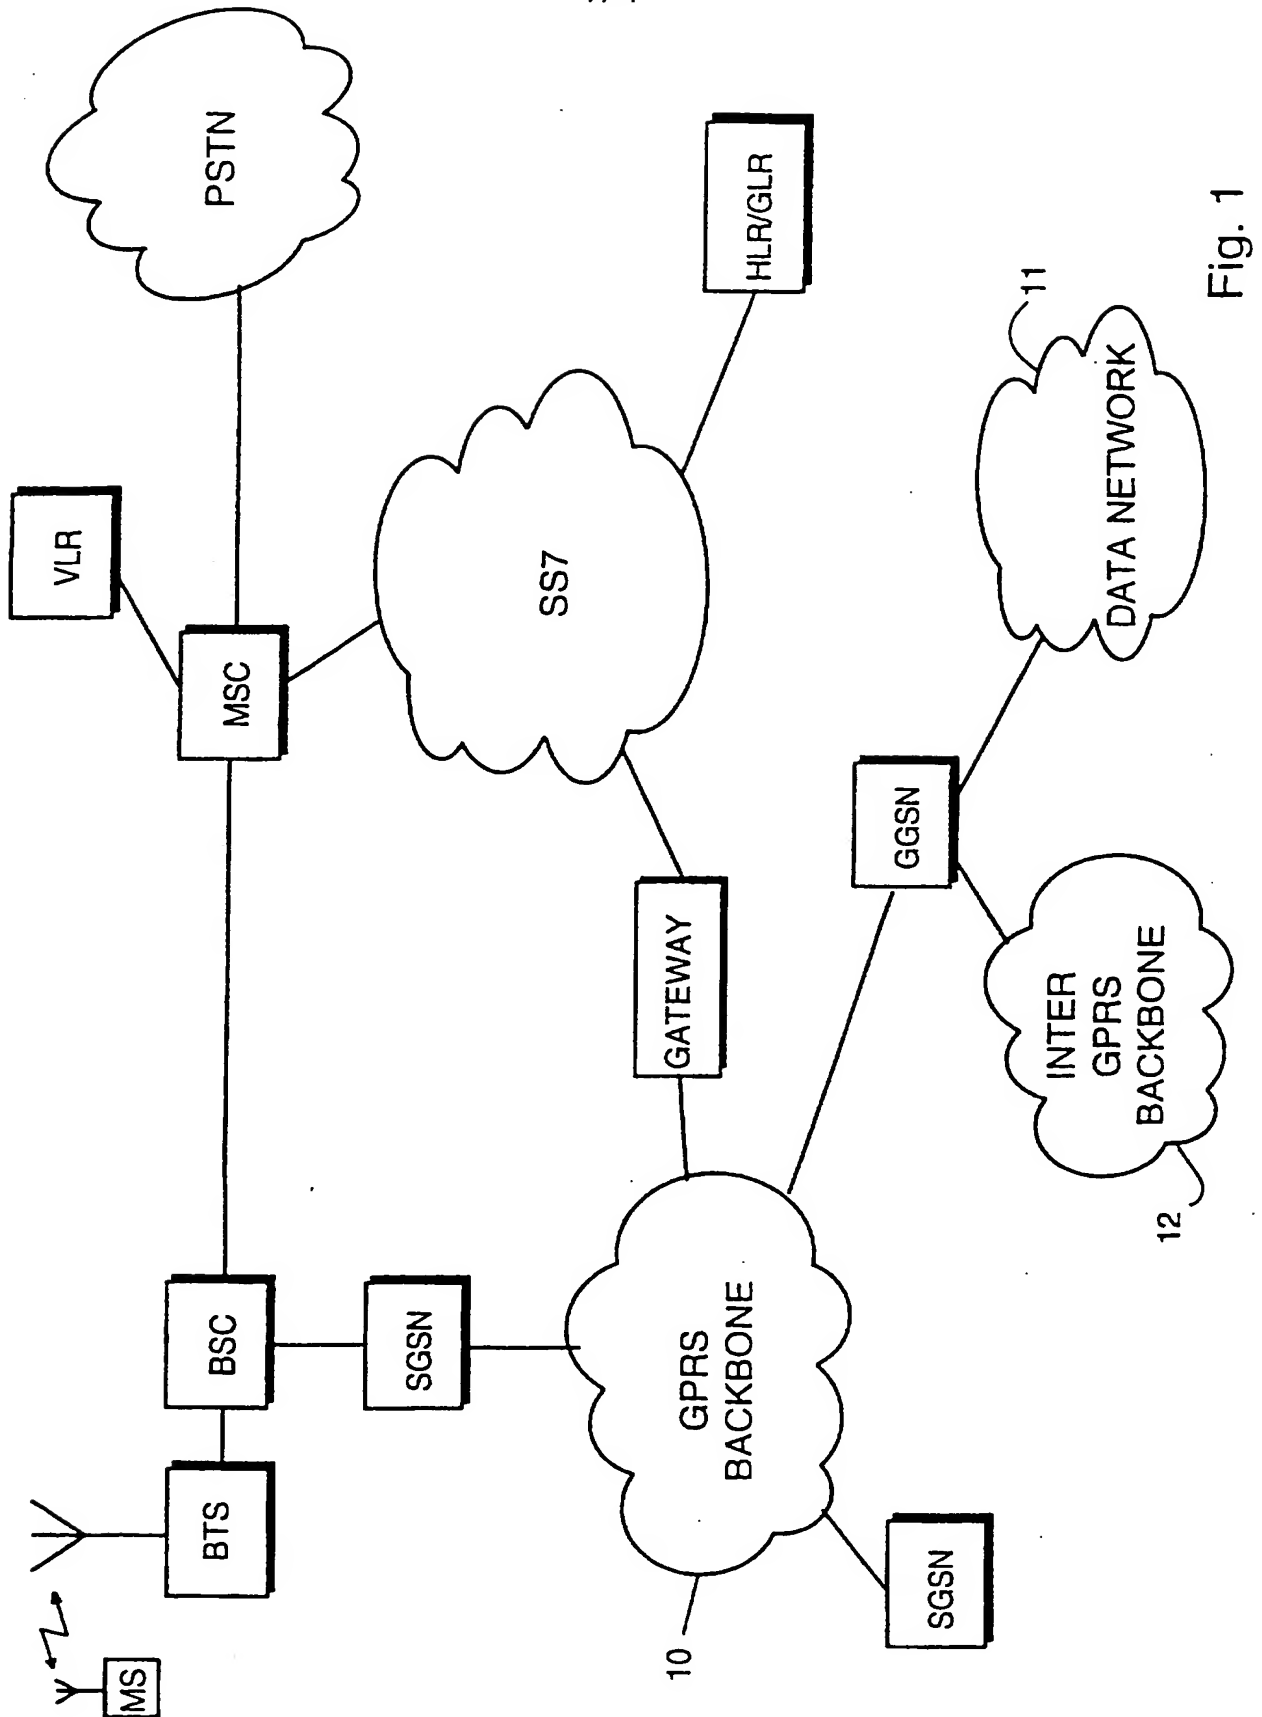 MS
BTS
BSC
MSC
VLR
PSTN
SGSN
SS7
GATEWAY
HLR/GLR
GPRS
BACKBONE
10
SGSN
GGSN
INTER
GPRS
BACKBONE
12
DATA NETWORK
11
Fig. 1